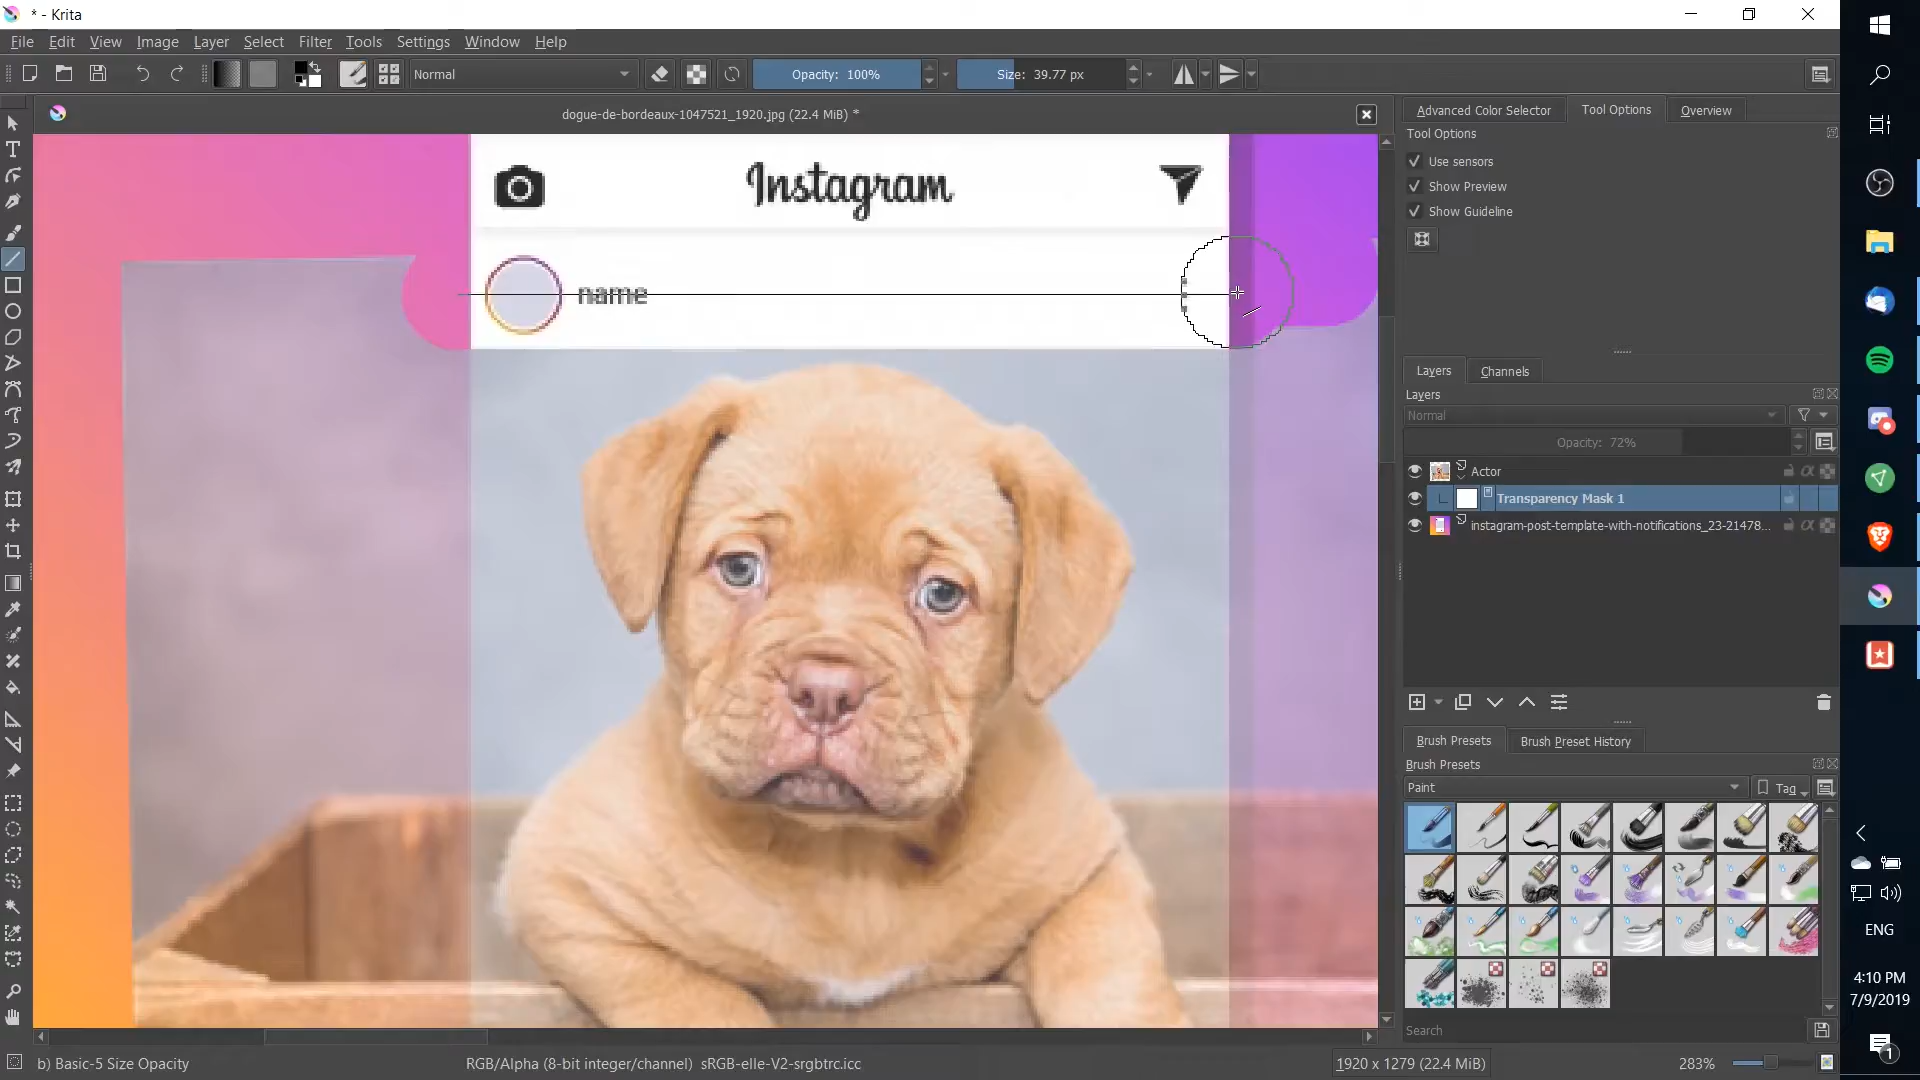 * - Krita
File Edit View Image Layer Select Filter Tools Settings Window Help
Normal Opacity: 100% Size: 39.77 px
dogue-de-bordeaux-1047521_1920.jpg (22.4 MiB) *
Advanced Color Selector Tool Options Overview
Tool Options
Use sensors
Show Preview
Show Guideline
Instagram
name
Layers Channels
Layers
Normal
Opacity: 72%
Actor
Transparency Mask 1
instagram-post-template-with-notifications_23-21478...
Brush Presets Brush Preset History
Brush Presets
Paint Tag
Search
b) Basic-5 Size Opacity RGB/Alpha (8-bit integer/channel) sRGB-elle-V2-srgbtrc.icc 1920 x 1279 (22.4 MiB) 283%
ENG
4:10 PM
7/9/2019
1